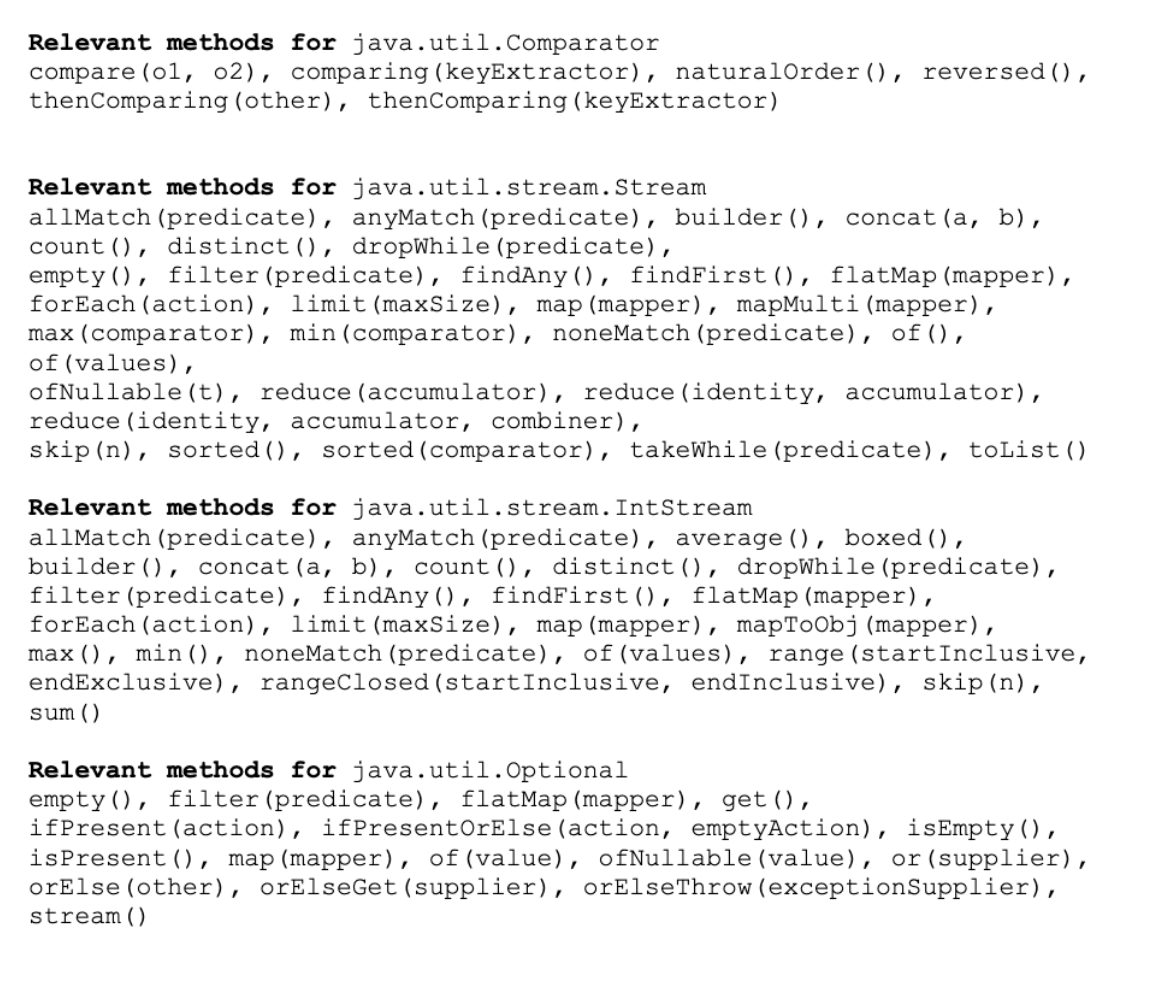 Relevant methods for java.util.Comparator
compare(o1, o2), comparing(keyExtractor), naturalOrder(), reversed(),
thenComparing(other), thenComparing(keyExtractor)
Relevant methods for java.util.stream.Stream
allMatch(predicate), anyMatch(predicate), builder(), concat(a, b),
count(), distinct(), dropWhile(predicate),
empty(), filter(predicate), findAny(), findFirst(), flatMap(mapper),
forEach(action), limit(maxSize), map(mapper), mapMulti(mapper),
max(comparator), min(comparator), noneMatch(predicate), of(),
of(values),
ofNullable(t), reduce(accumulator), reduce(identity, accumulator),
reduce(identity, accumulator, combiner),
skip(n), sorted(), sorted(comparator), takeWhile(predicate), toList()
Relevant methods for java.util.stream.IntStream
allMatch(predicate), anyMatch(predicate), average(), boxed(),
builder(), concat(a, b), count(), distinct(), dropWhile(predicate),
filter(predicate), findAny(), findFirst(), flatMap(mapper),
forEach(action), limit(maxSize), map(mapper), mapToObj(mapper),
max(), min(), noneMatch(predicate), of(values), range(startInclusive,
endExclusive), rangeClosed(startInclusive, endInclusive), skip(n),
sum()
Relevant methods for java.util.Optional
empty(), filter(predicate), flatMap(mapper), get(),
ifPresent(action), ifPresentOrElse(action, emptyAction), isEmpty(),
isPresent(), map(mapper), of(value), ofNullable(value), or(supplier),
orElse(other), orElseGet(supplier), orElseThrow(exceptionSupplier),
stream()